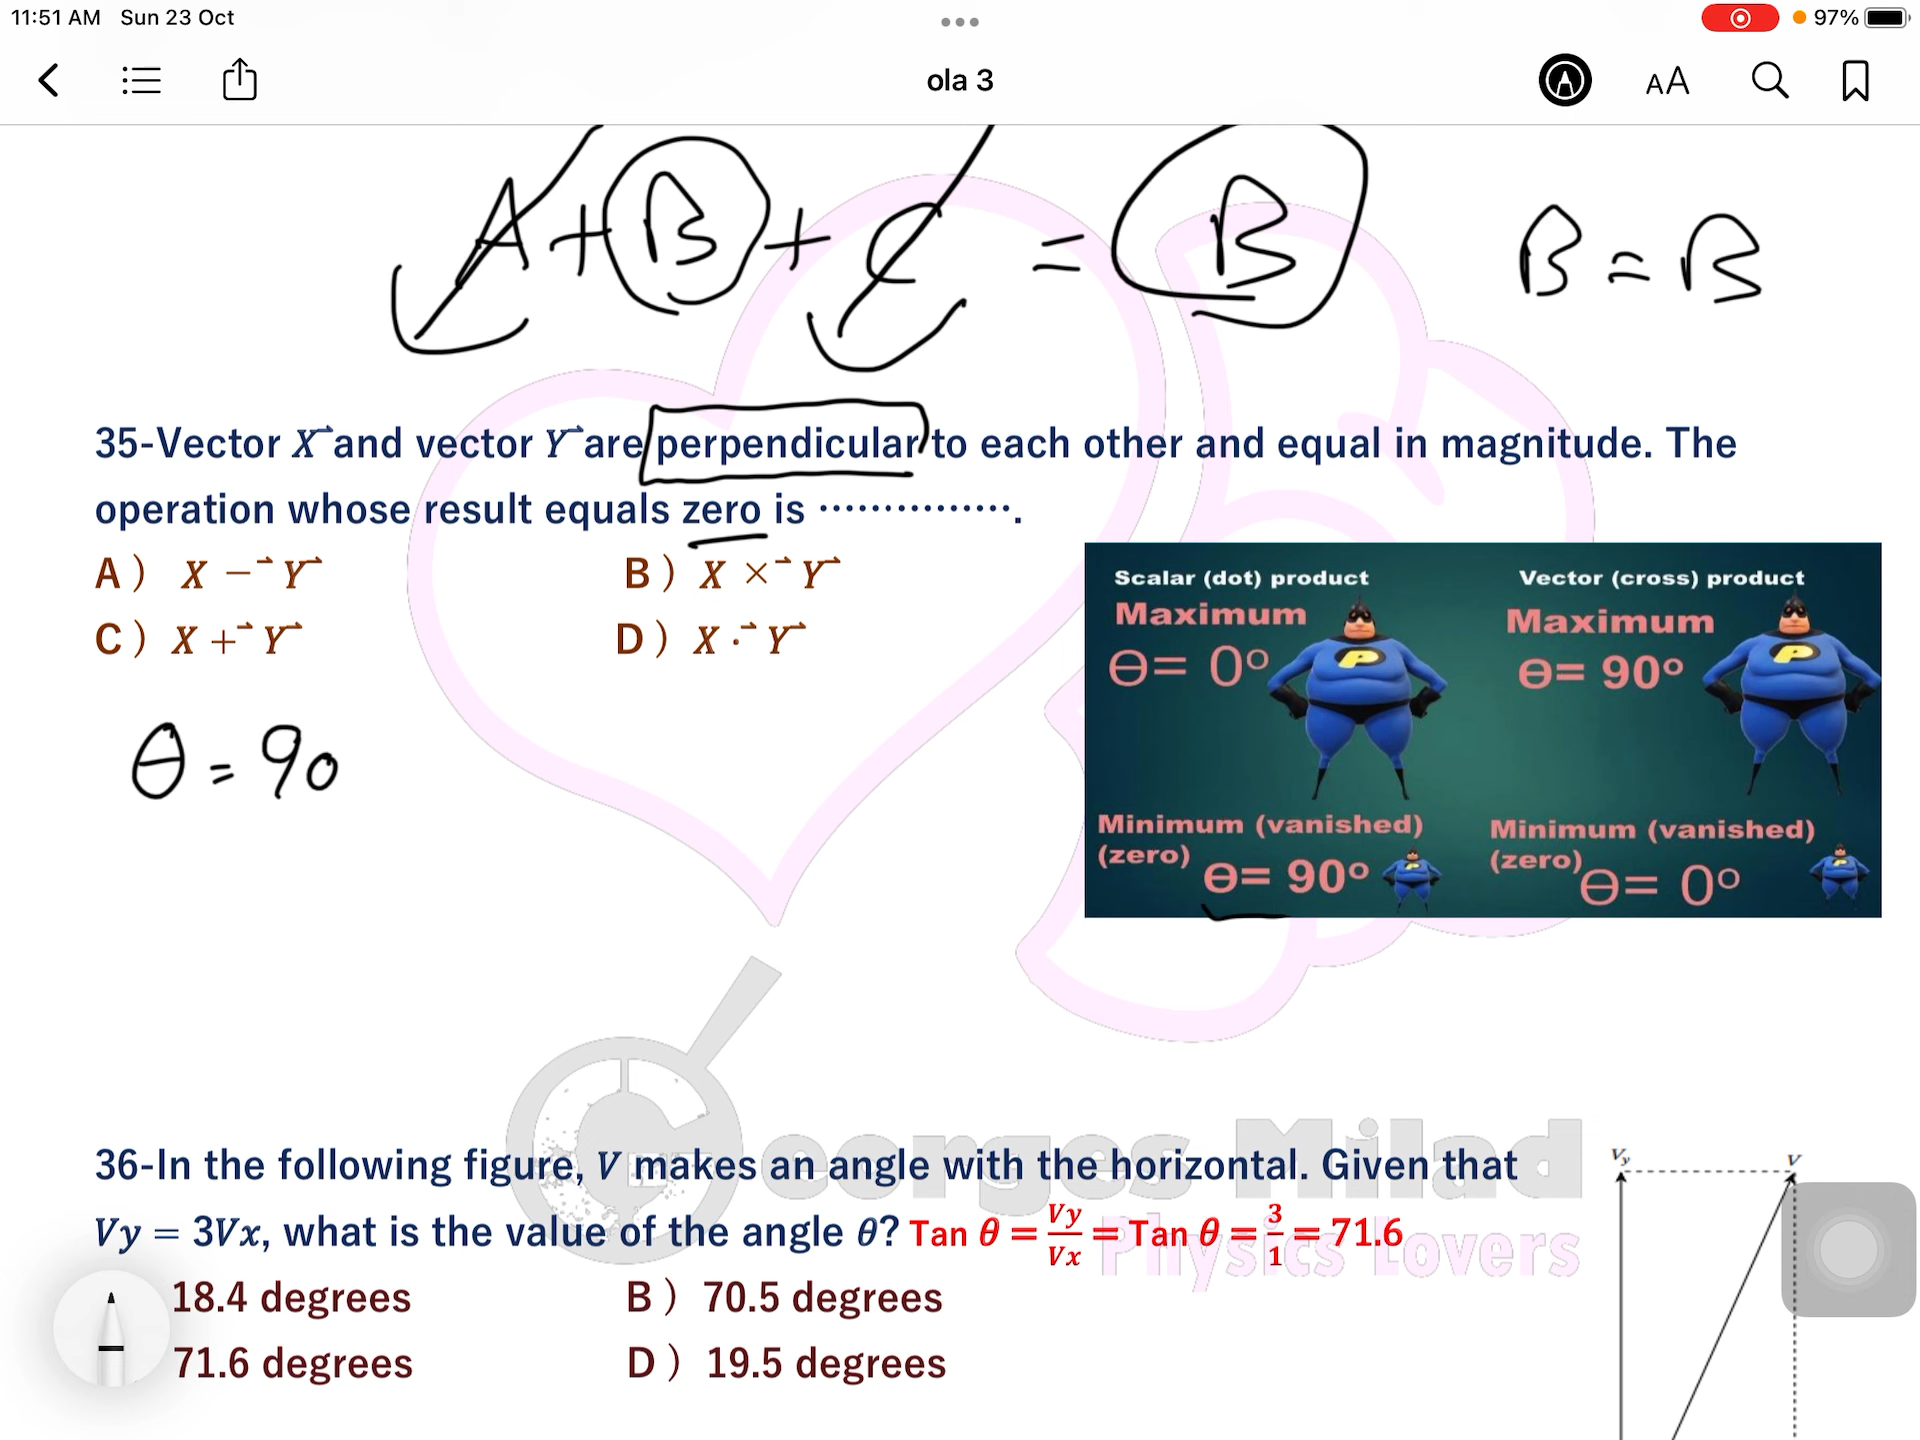 11:51 AM Sun 23 Oct
97%
ola 3
A + B + C = B B = B
35-Vector X⃗ and vector Y⃗ are perpendicular to each other and equal in magnitude. The
operation whose result equals zero is ...............
A) X −⃗ Y⃗ B) X ×⃗ Y⃗
C) X +⃗ Y⃗ D) X ·⃗ Y⃗
θ = 90
Scalar (dot) product
Maximum
Ɵ= 0º
Minimum (vanished)
(zero) Ɵ= 90º
Vector (cross) product
Maximum
Ɵ= 90º
Minimum (vanished)
(zero) Ɵ= 0º
P
P
P
P
Georges Milad
Physics Lovers
36-In the following figure, V makes an angle with the horizontal. Given that
Vy = 3Vx, what is the value of the angle θ? Tan θ = Vy/Vx = Tan θ = 3/1 = 71.6
18.4 degrees B) 70.5 degrees
71.6 degrees D) 19.5 degrees
Vy V